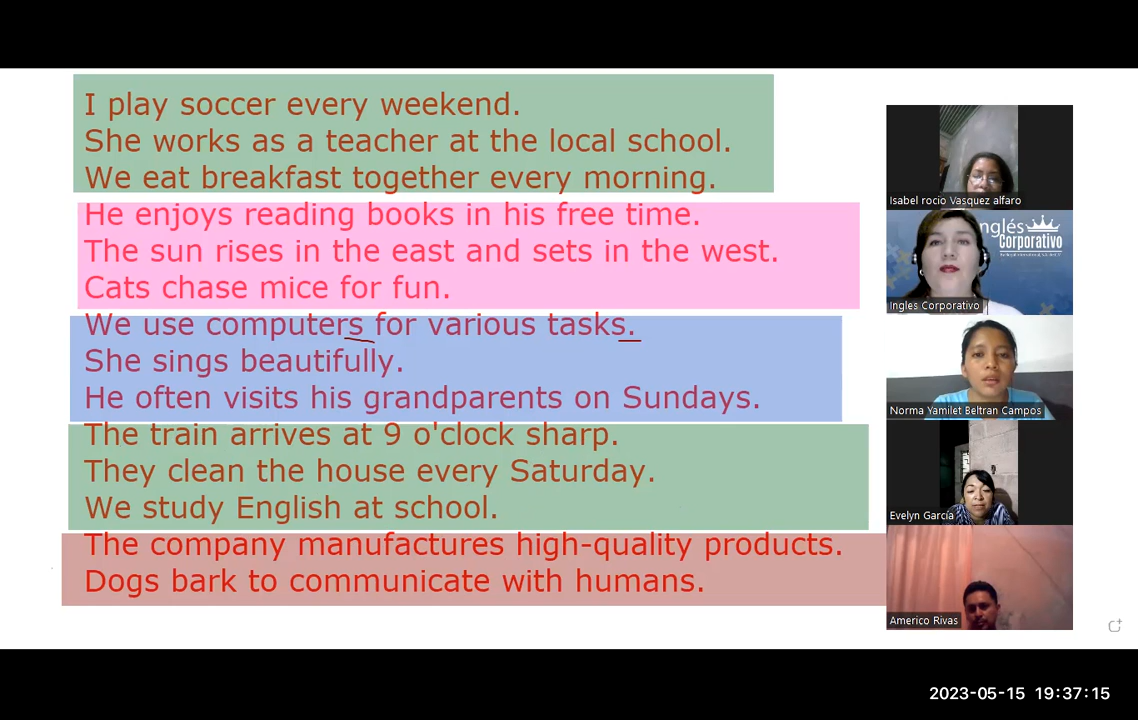 I play soccer every weekend.
She works as a teacher at the local school.
We eat breakfast together every morning.
He enjoys reading books in his free time.
The sun rises in the east and sets in the west.
Cats chase mice for fun.
We use computers for various tasks.
She sings beautifully.
He often visits his grandparents on Sundays.
The train arrives at 9 o'clock sharp.
They clean the house every Saturday.
We study English at school.
The company manufactures high-quality products.
Dogs bark to communicate with humans.
Isabel rocio Vasquez alfaro
nglés
Corporativo
Ingles Corporativo
Norma Yamilet Beltran Campos
Evelyn García
Americo Rivas
2023-05-15 19:37:15